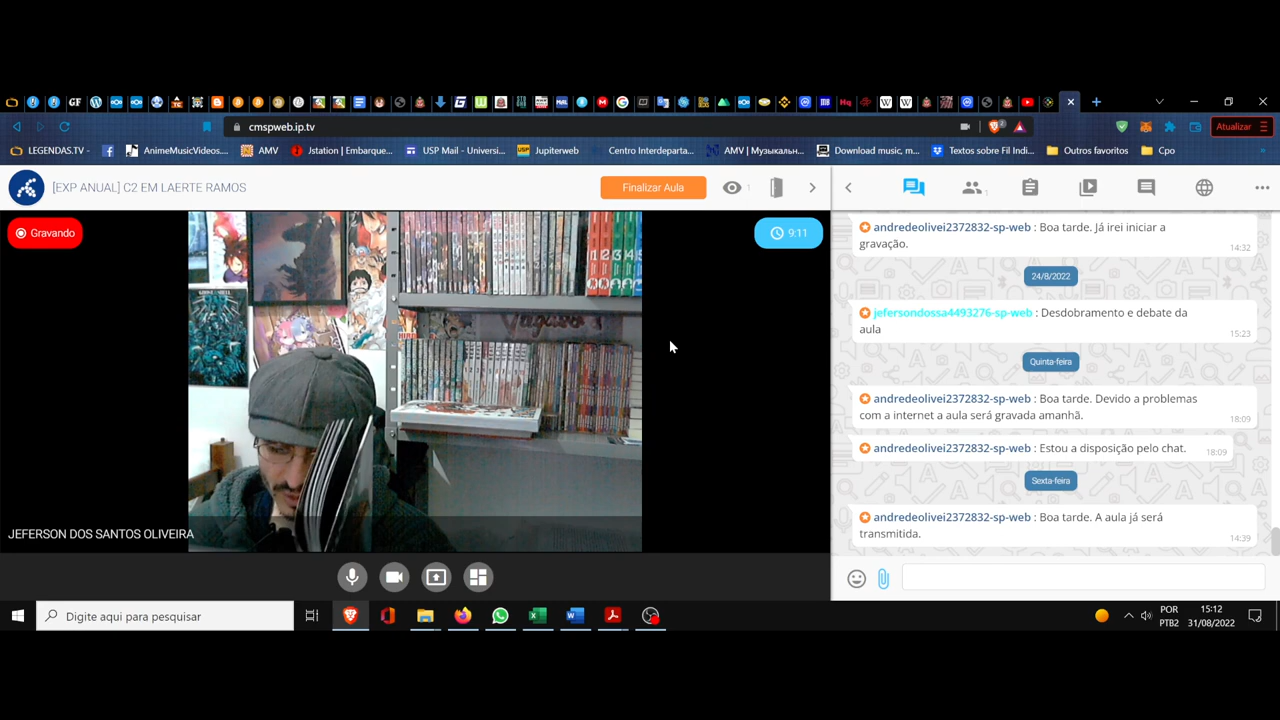 cmspweb.ip.tv
Atualizar
LEGENDAS.TV -
AnimeMusicVideos...
AMV
Jstation | Embarque...
USP Mail - Universi...
Jupiterweb
Centro Interdeparta...
AMV | Музыкальн...
Download music, m...
Textos sobre Fil Indi...
Outros favoritos
Cpo
[EXP ANUAL] C2 EM LAERTE RAMOS
Finalizar Aula
1
1
Gravando
9:11
JEFERSON DOS SANTOS OLIVEIRA
andredeolivei2372832-sp-web : Boa tarde. Já irei iniciar a
gravação.
14:32
24/8/2022
jefersondossa4493276-sp-web : Desdobramento e debate da
aula
15:23
Quinta-feira
andredeolivei2372832-sp-web : Boa tarde. Devido a problemas
com a internet a aula será gravada amanhã.
18:09
andredeolivei2372832-sp-web : Estou a disposição pelo chat.
18:09
Sexta-feira
andredeolivei2372832-sp-web : Boa tarde. A aula já será
transmitida.
14:39
Digite aqui para pesquisar
POR
PTB2
15:12
31/08/2022